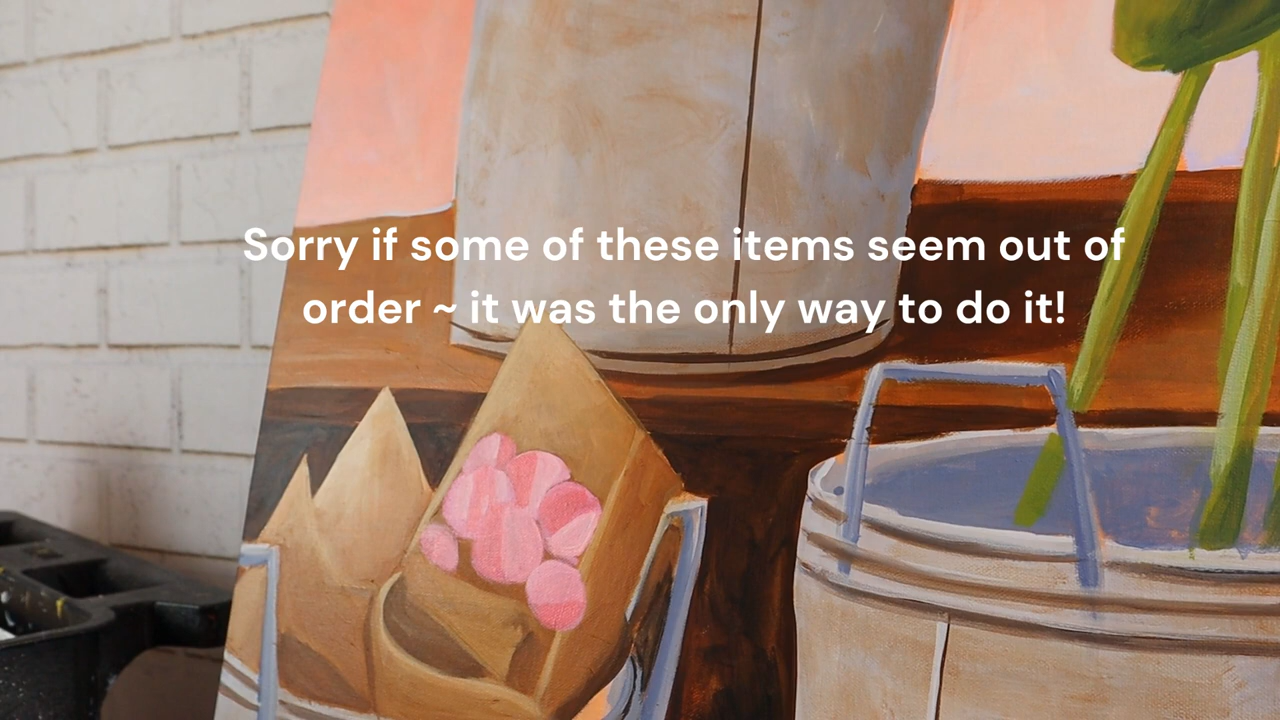 Sorry if some of these items seem out of
order ~ it was the only way to do it!